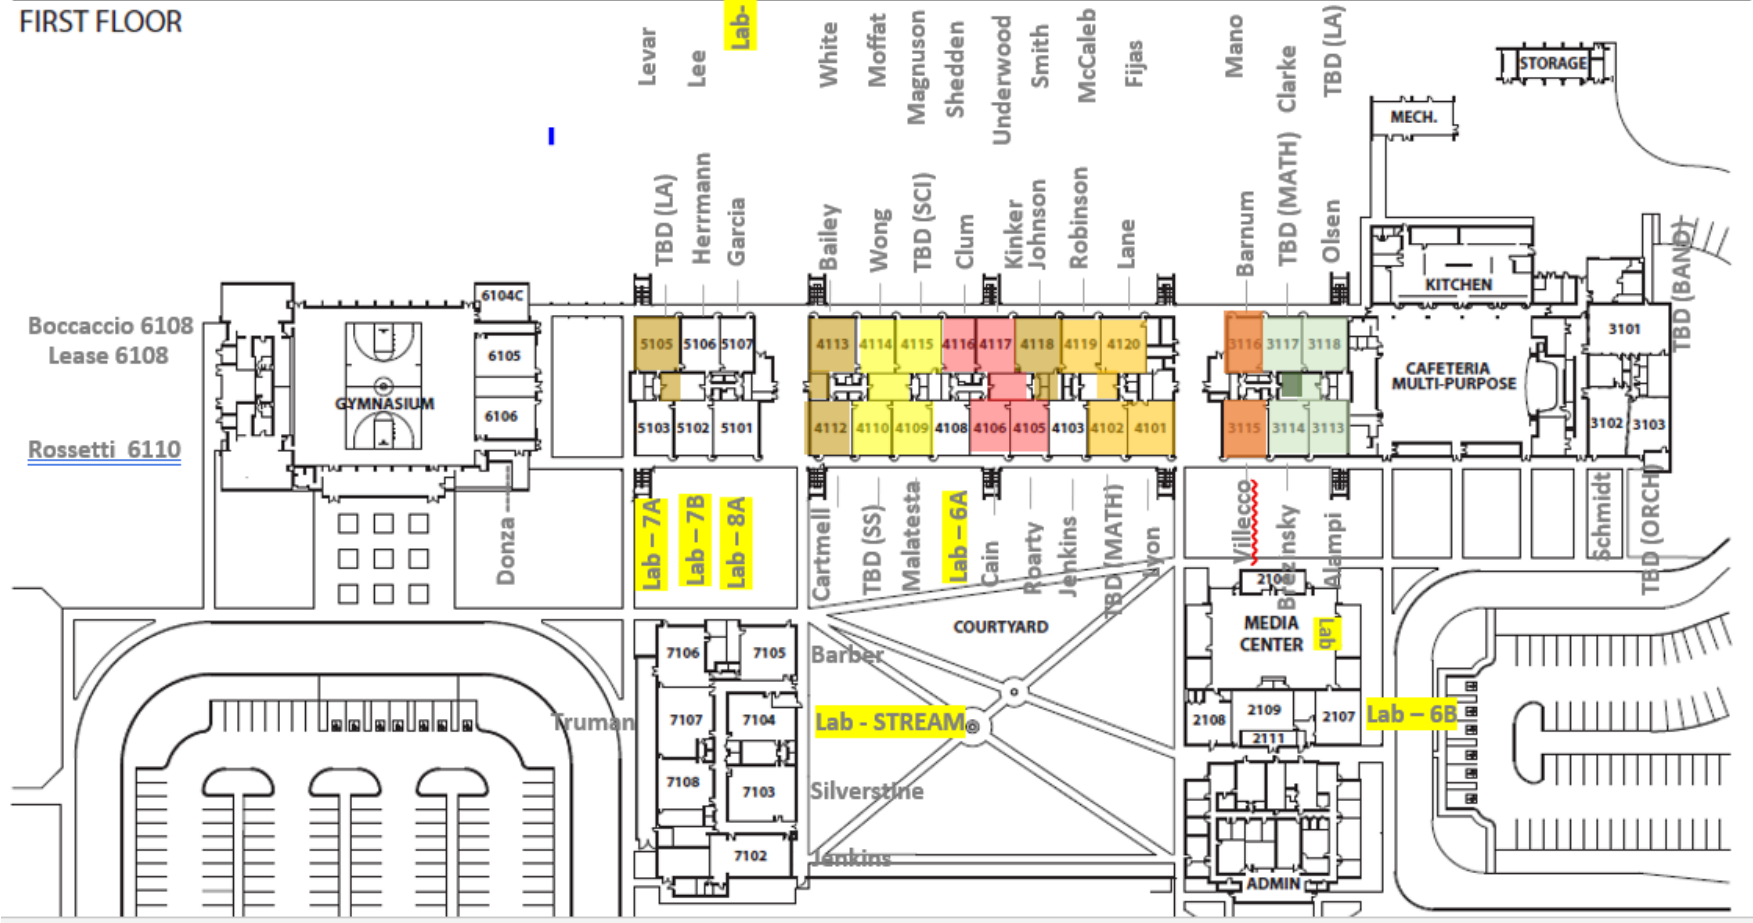 FIRST FLOOR
Levar
Lee
Lab-
White
Moffat
Magnuson
Shedden
Underwood
Smith
McCaleb
Fijas
Mano
Clarke
TBD (LA)
STORAGE
MECH.
TBD (LA)
Herrmann
Garcia
Bailey
Wong
TBD (SCI)
Clum
Kinker
Johnson
Robinson
Lane
Barnum
TBD (MATH)
Olsen
TBD (BAND)
KITCHEN
6104C
Boccaccio 6108
Lease 6108
6105
5105
5106
5107
4113
4114
4115
4116
4117
4118
4119
4120
3116
3117
3118
3101
CAFETERIA
MULTI-PURPOSE
GYMNASIUM
6106
Rossetti 6110
5103
5102
5101
4112
4110
4109
4108
4106
4105
4103
4102
4101
3115
3114
3113
3102
3103
Donza
Lab – 7A
Lab – 7B
Lab – 8A
Cartmell
TBD (SS)
Malatesta
Lab – 6A
Cain
Roarty
Jenkins
TBD (MATH)
Lyon
Villecco
Brezinsky
Alampi
Schmidt
TBD (ORCH)
COURTYARD
MEDIA
CENTER
Lab
7106
7105
Barber
Truman
7107
7104
Lab - STREAM
2108
2109
2107
Lab – 6B
2111
7108
7103
Silverstine
7102
Jenkins
ADMIN